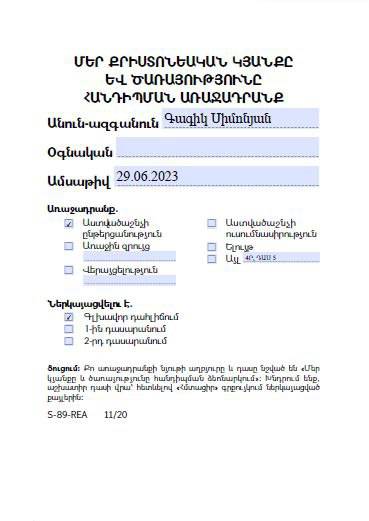 ՄԵՐ ՔՐԻՍՏՈՆԵԱԿԱՆ ԿՅԱՆՔԸ
ԵՎ ԾԱՌԱՅՈՒԹՅՈՒՆԸ
ՀԱՆԴԻՊՄԱՆ ԱՌԱՋԱԴՐԱՆՔ
Անուն-ազգանուն Գագիկ Սիմոնյան
Օգնական
Ամսաթիվ 29.06.2023
Առաջադրանք.
Աստվածաշնչի ընթերցանություն
Առաջին զրույց
Վերայցելություն
Աստվածաշնչի ուսումնասիրություն
Ելույթ
Այլ ԿԲ, ԴԱՍ 5
Ներկայացվելու է.
Գլխավոր դահլիճում
1-ին դասարանում
2-րդ դասարանում
Ծուցում։ Քո առաջադրանքի նյութի աղբյուրը և դասը նշված են «Մեր
կյանքը և ծառայությունը հանդիպման ձեռնարկում»։ Խնդրում ենք,
աշխատիր դասի վրա՝ հետևելով «Հմտացիր» գրքույկում ներկայացված
քայլերին։
S-89-REA 11/20